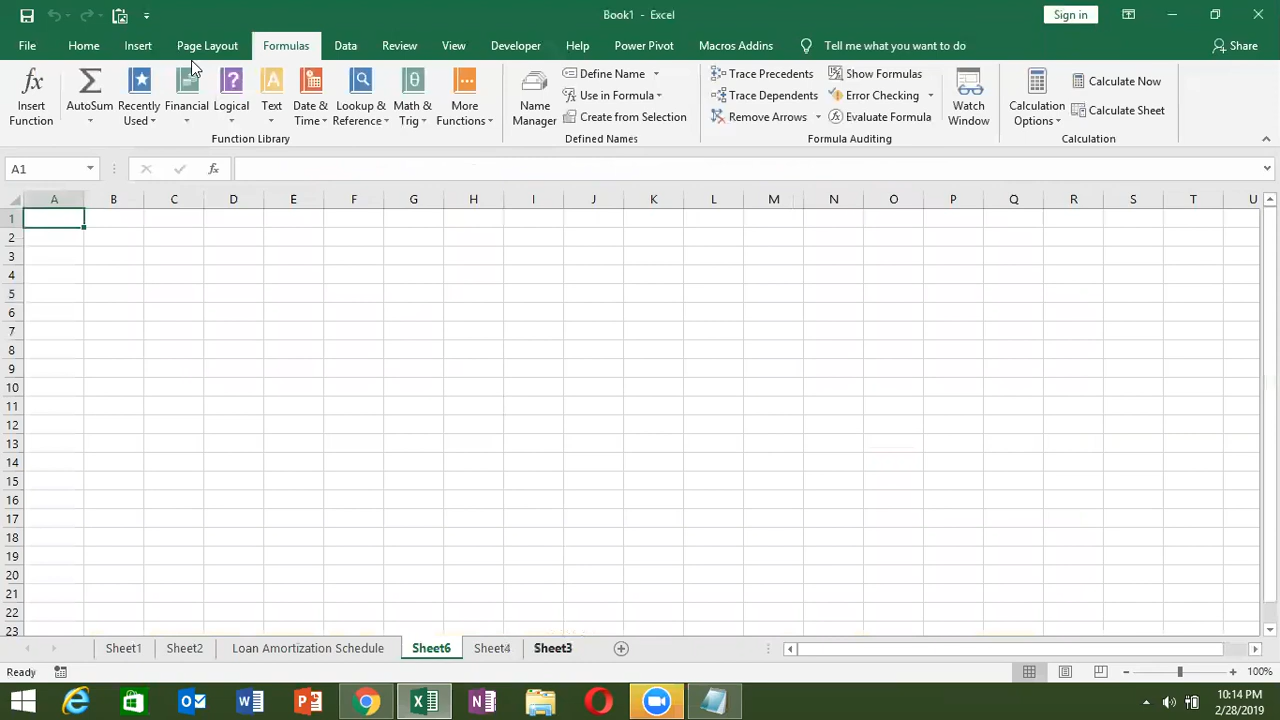 Book1 - Excel
Sign in
File Home Insert Page Layout Formulas Data Review View Developer Help Power Pivot Macros Addins Tell me what you want to do Share
Insert Function
AutoSum
Recently Used
Financial
Logical
Text
Date & Time
Lookup & Reference
Math & Trig
More Functions
Function Library
Name Manager
Define Name
Use in Formula
Create from Selection
Defined Names
Trace Precedents
Trace Dependents
Remove Arrows
Show Formulas
Error Checking
Evaluate Formula
Formula Auditing
Watch Window
Calculation Options
Calculate Now
Calculate Sheet
Calculation
A1
fx
A B C D E F G H I J K L M N O P Q R S T U
1
2
3
4
5
6
7
8
9
10
11
12
13
14
15
16
17
18
19
20
21
22
23
Sheet1 Sheet2 Loan Amortization Schedule Sheet6 Sheet4 Sheet3
Ready
100%
10:14 PM
2/28/2019